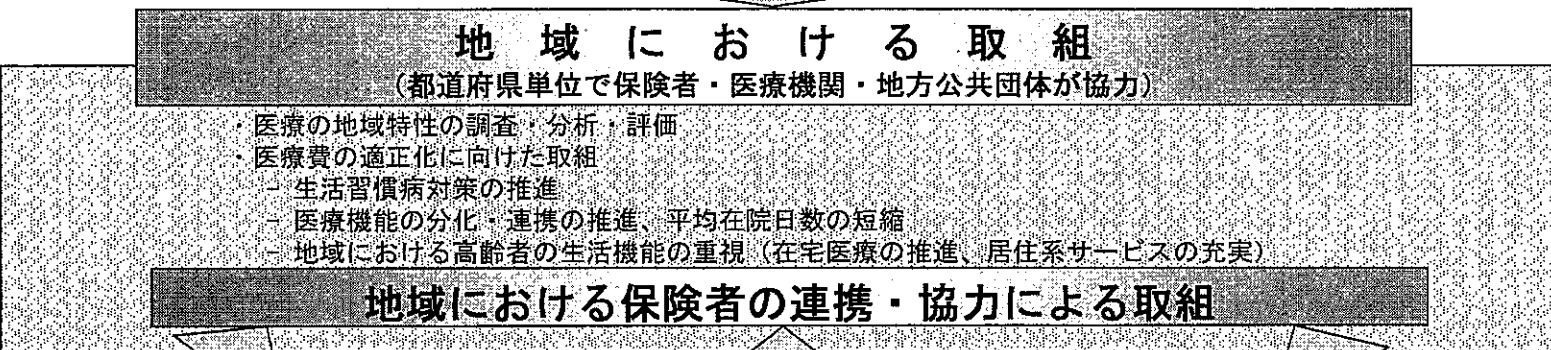 地域における取組
(都道府県単位で保険者・医療機関・地方公共団体が協力)
・医療の地域特性の調査・分析・評価
・医療費の適正化に向けた取組
－ 生活習慣病対策の推進
－ 医療機能の分化・連携の推進、平均在院日数の短縮
－ 地域における高齢者の生活機能の重視（在宅医療の推進、居住系サービスの充実）
地域における保険者の連携・協力による取組